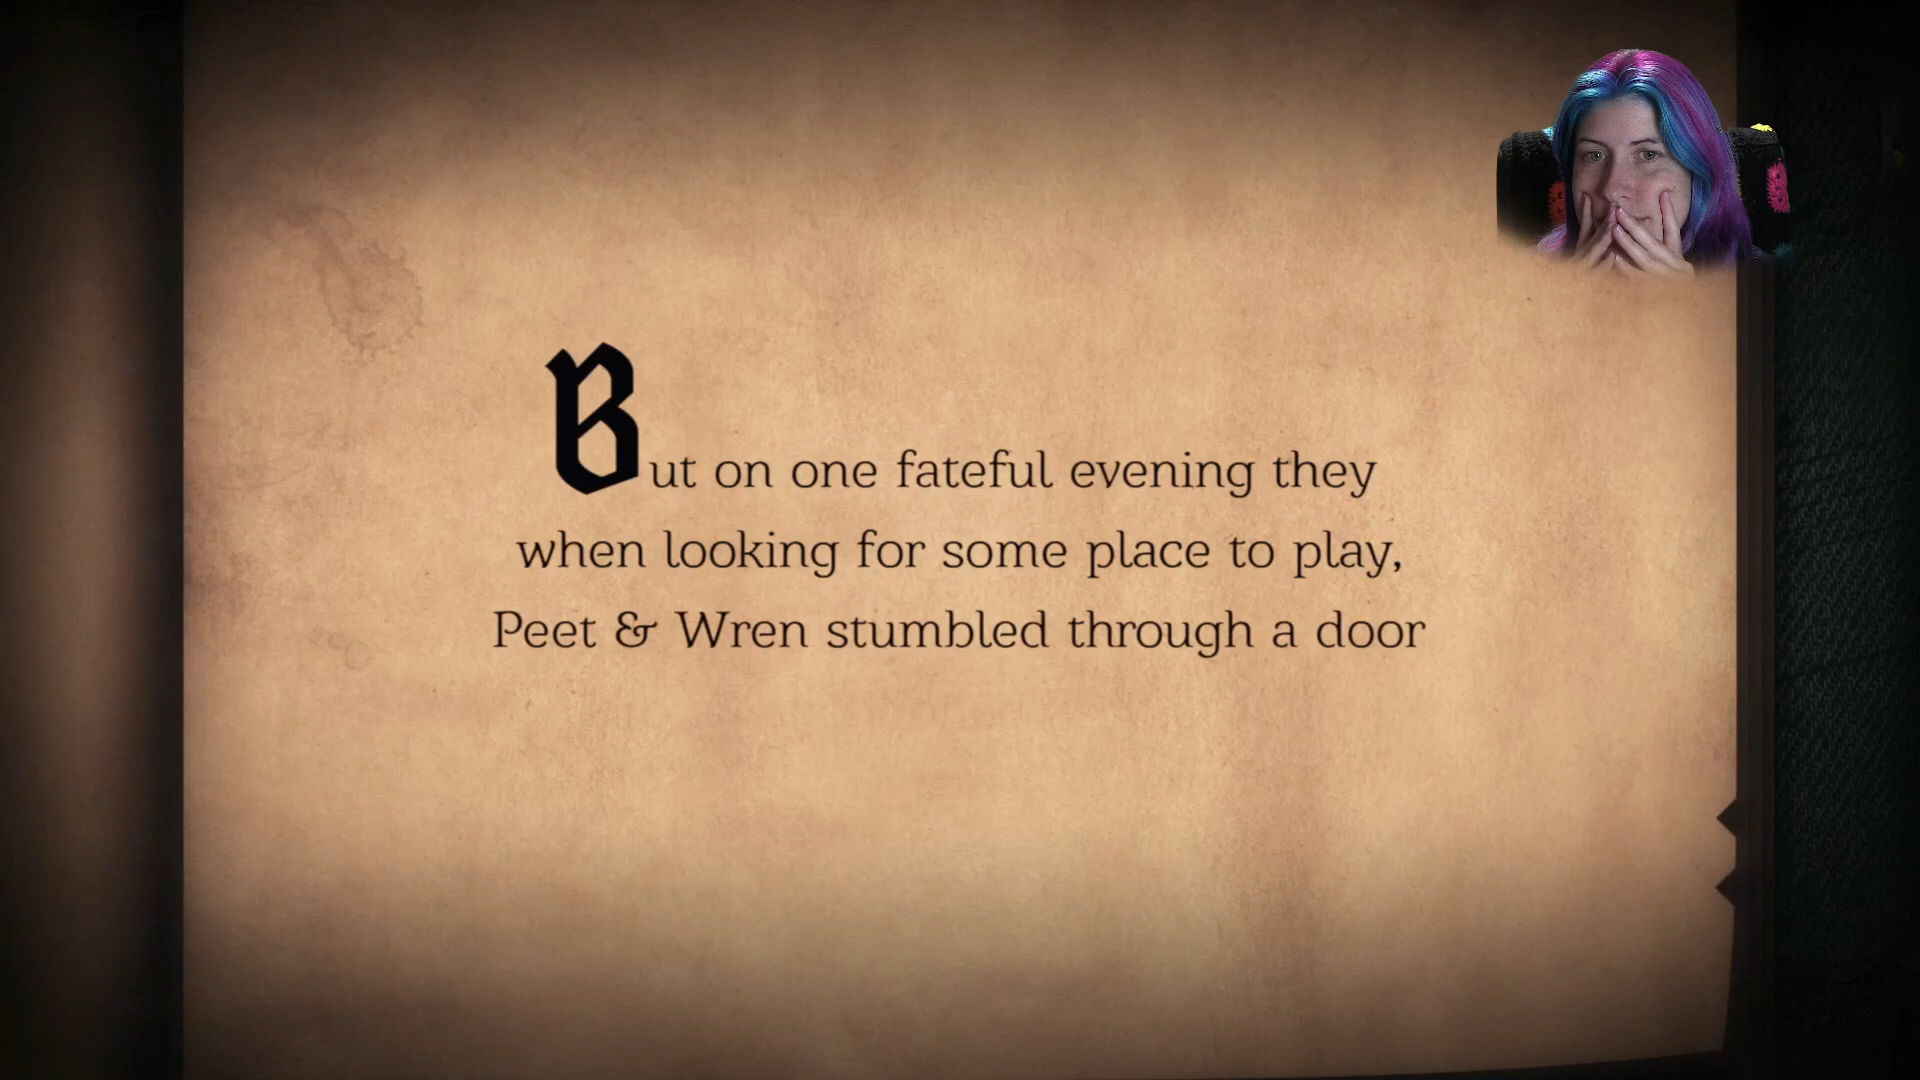 But on one fateful evening they
when looking for some place to play,
Peet & Wren stumbled through a door